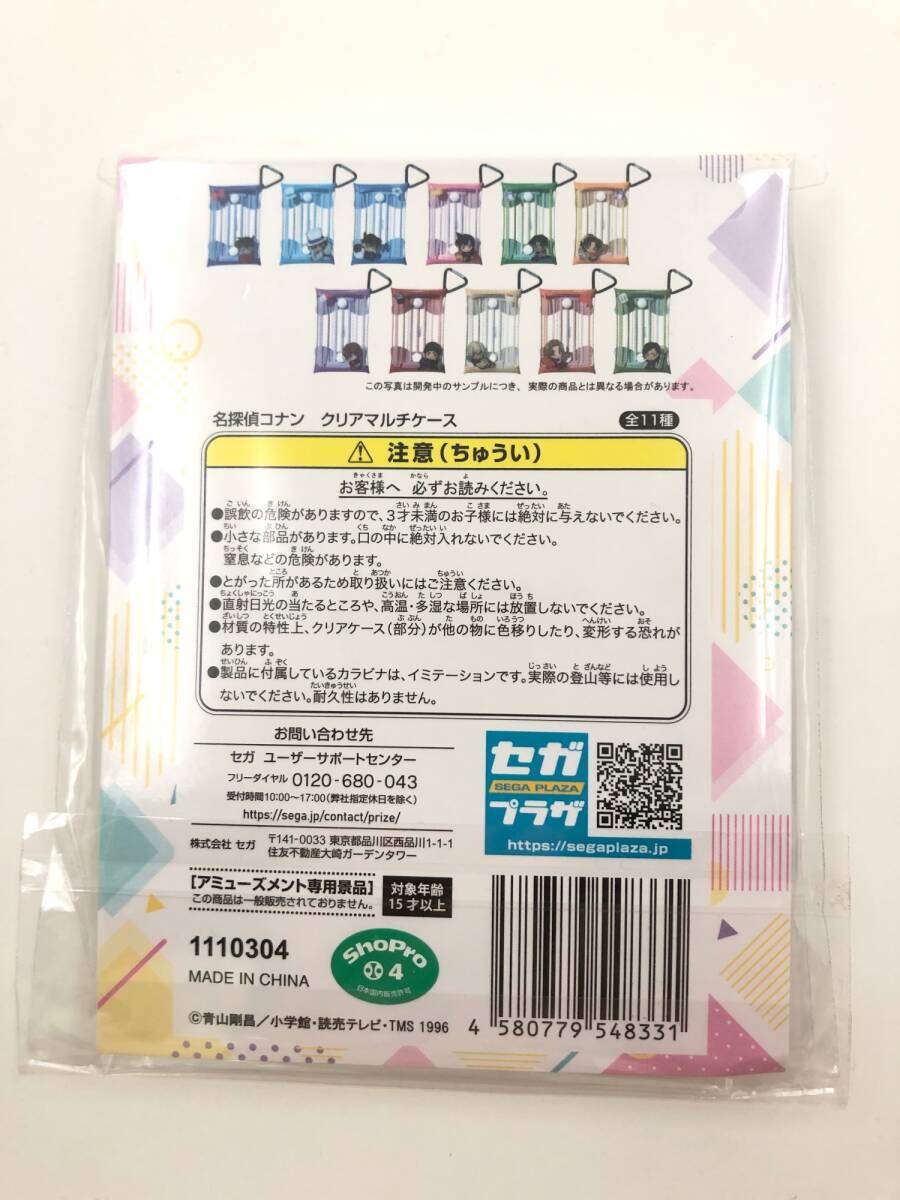 この写真は開発中のサンプルにつき、実際の商品とは異なる場合があります。
名探偵コナン クリアマルチケース
全11種
注意(ちゅうい)
お客様へ 必ずお読みください。
●誤飲の危険がありますので、3才未満のお子様には絶対に与えないでください。
●小さな部品があります。口の中に絶対入れないでください。
窒息などの危険があります。
●とがった所があるため取り扱いにはご注意ください。
●直射日光の当たるところや、高温・多湿な場所には放置しないでください。
●材質の特性上、クリアケース(部分)が他の物に色移りしたり、変形する恐れが
あります。
●製品に付属しているカラビナは、イミテーションです。実際の登山等には使用し
ないでください。耐久性はありません。
お問い合わせ先
セガ ユーザーサポートセンター
フリーダイヤル 0120-680-043
受付時間10:00~17:00(弊社指定休日を除く)
https://sega.jp/contact/prize/
株式会社 セガ 〒141-0033 東京都品川区西品川1-1-1
住友不動産大崎ガーデンタワー
セガ
SEGA PLAZA
プラザ
https://segaplaza.jp
[アミューズメント専用景品]
この商品は一般販売されておりません。
対象年齢
15才以上
1110304
MADE IN CHINA
ShoPro
4
日本国内販売許可
©青山剛昌/小学館・読売テレビ・TMS 1996
4 580779 548331